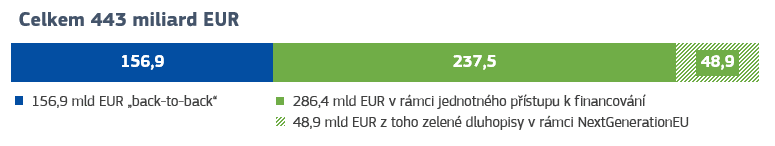 Celkem 443 miliard EUR
156,9 237,5 48,9
156,9 mld EUR „back-to-back“ 286,4 mld EUR v rámci jednotného přístupu k financování
48,9 mld EUR z toho zelené dluhopisy v rámci NextGenerationEU